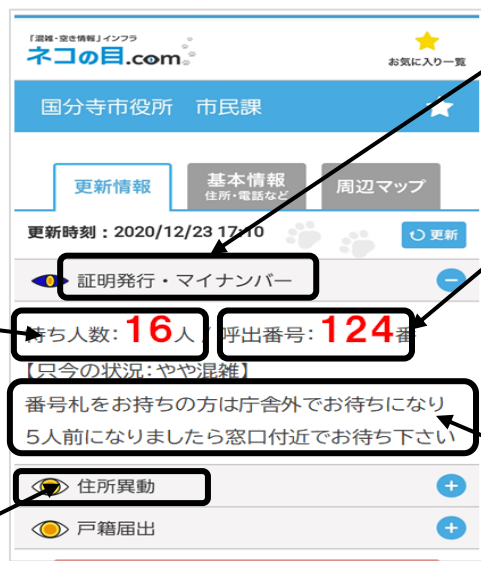 「混雑・空き情報」インフラ
ネコの目.com
お気に入り一覧
国分寺市役所 市民課
更新情報
基本情報
住所・電話など
周辺マップ
更新時刻：2020/12/23 17:10
更新
証明発行・マイナンバー
待ち人数：16人 / 呼出番号：124番
【只今の状況：やや混雑】
番号札をお持ちの方は庁舎外でお待ちになり
5人前になりましたら窓口付近でお待ち下さい
住所異動
戸籍届出